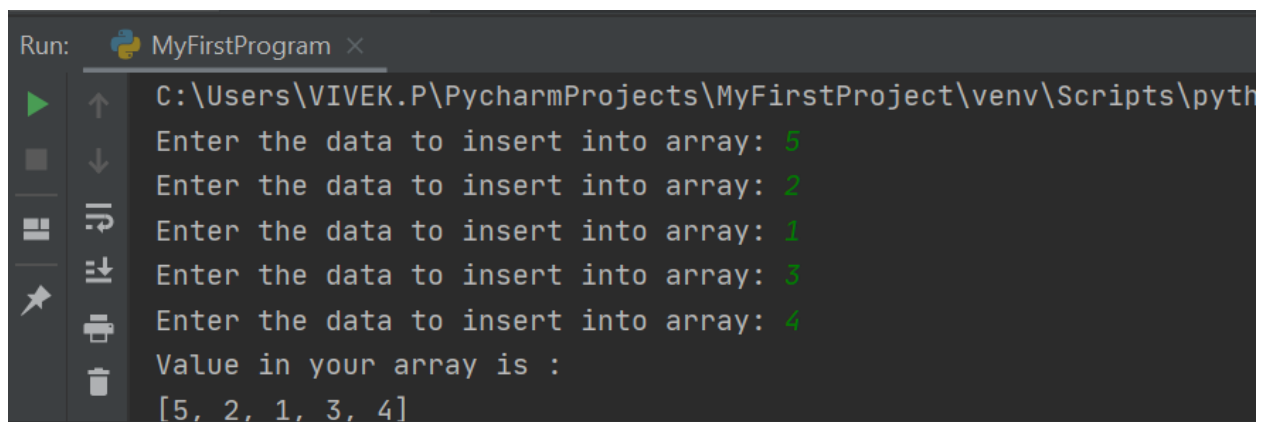 Run: MyFirstProgram
C:\Users\VIVEK.P\PycharmProjects\MyFirstProject\venv\Scripts\pyth
Enter the data to insert into array: 5
Enter the data to insert into array: 2
Enter the data to insert into array: 1
Enter the data to insert into array: 3
Enter the data to insert into array: 4
Value in your array is :
[5, 2, 1, 3, 4]